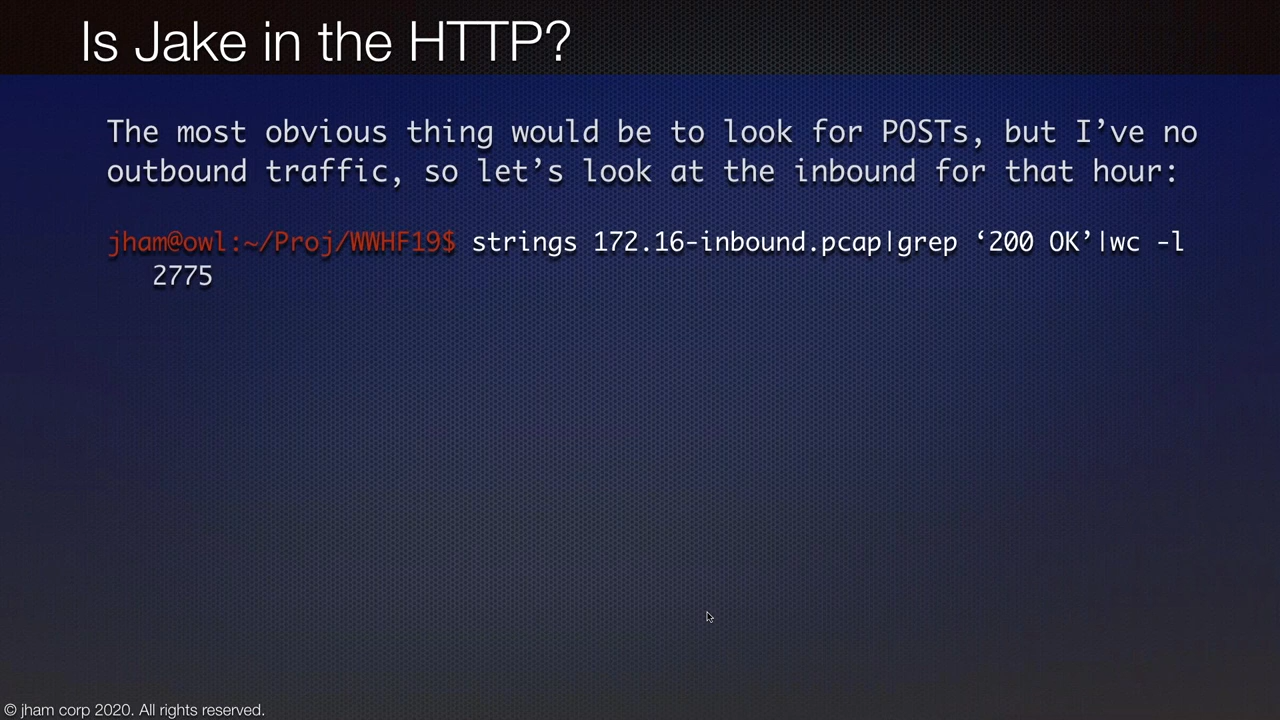 Is Jake in the HTTP?
The most obvious thing would be to look for POSTs, but I’ve no
outbound traffic, so let’s look at the inbound for that hour:
jham@owl:~/Proj/WWHF19$ strings 172.16-inbound.pcap|grep ‘200 OK’|wc -l
2775
© jham corp 2020. All rights reserved.